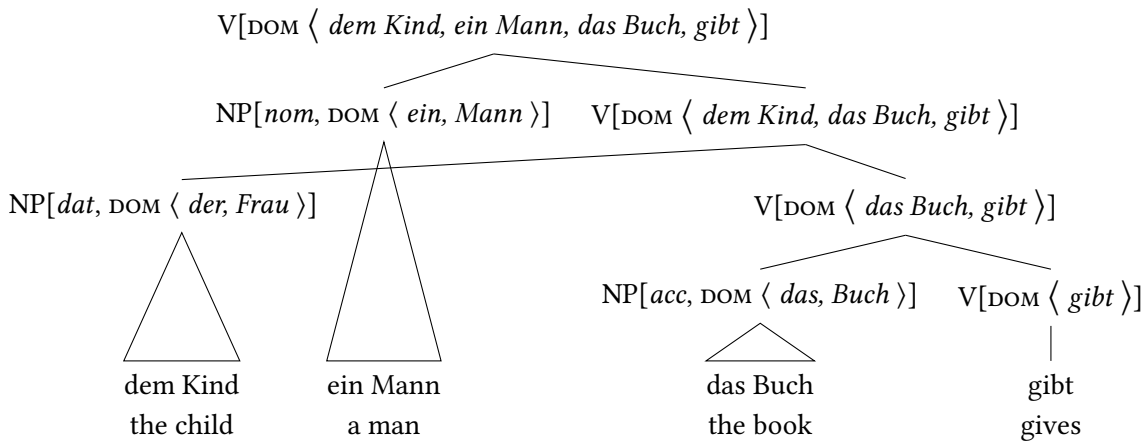 V[DOM ⟨ dem Kind, ein Mann, das Buch, gibt ⟩]
NP[nom, DOM ⟨ ein, Mann ⟩] V[DOM ⟨ dem Kind, das Buch, gibt ⟩]
NP[dat, DOM ⟨ der, Frau ⟩] V[DOM ⟨ das Buch, gibt ⟩]
NP[acc, DOM ⟨ das, Buch ⟩] V[DOM ⟨ gibt ⟩]
dem Kind ein Mann das Buch gibt
the child a man the book gives